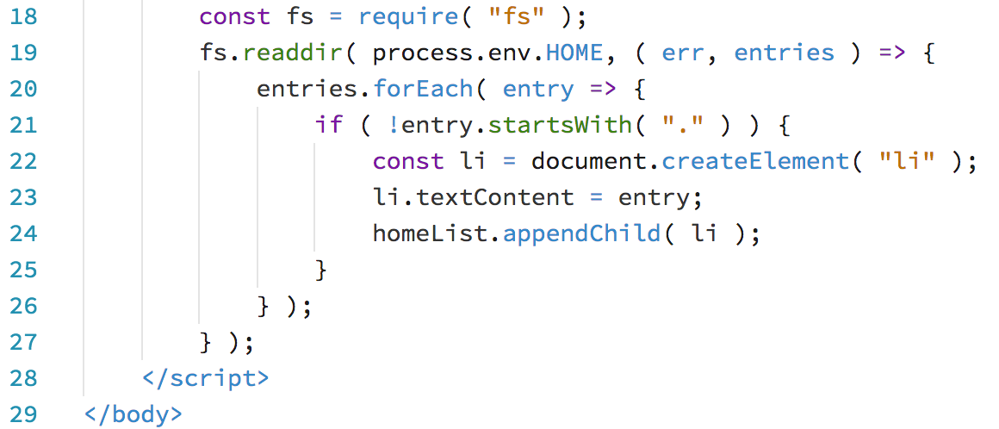 18 const fs = require( "fs" );
19 fs.readdir( process.env.HOME, ( err, entries ) => {
20 entries.forEach( entry => {
21 if ( !entry.startsWith( "." ) ) {
22 const li = document.createElement( "li" );
23 li.textContent = entry;
24 homeList.appendChild( li );
25 }
26 } );
27 } );
28 </script>
29 </body>